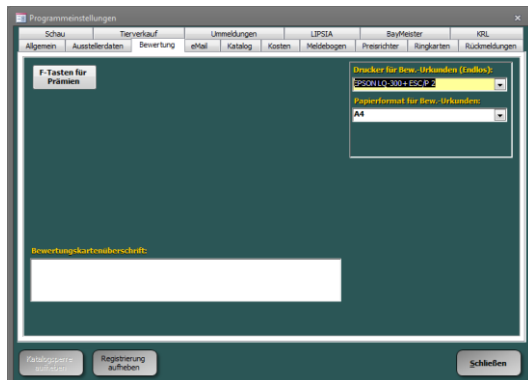 Programmeinstellungen
Schau Tierverkauf Ummeldungen LIPSIA BayMeister KRL
Allgemein Ausstellerdaten Bewertung eMail Katalog Kosten Meldebogen Preisrichter Ringkarten Rückmeldungen
F-Tasten für
Prämien
Drucker für Bew.-Urkunden (Endlos):
EPSON LQ-300+ ESC/P 2
Papierformat für Bew.-Urkunden:
A4
Bewertungskartenüberschrift:
Katalogsperre
aufheben
Registrierung
aufheben
Schließen